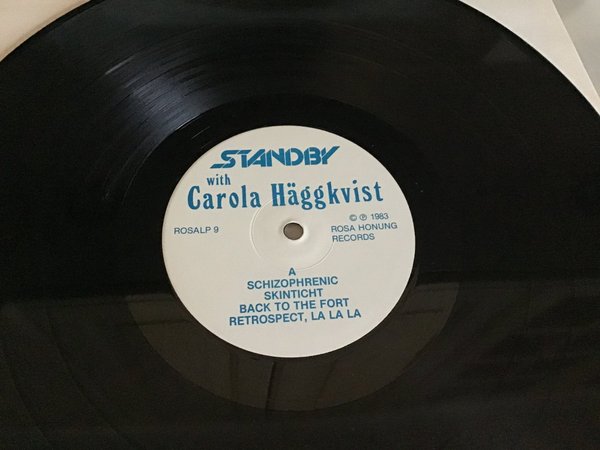 STANDBY
with
Carola Häggkvist
ROSALP 9
© ℗ 1983
ROSA HONUNG
RECORDS
A
SCHIZOPHRENIC
SKINTICHT
BACK TO THE FORT
RETROSPECT, LA LA LA